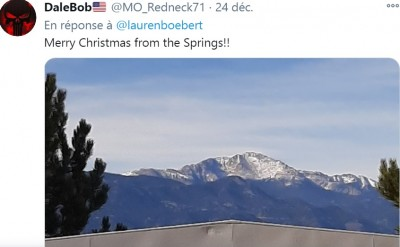 DaleBob🇺🇸 @MO_Redneck71 · 24 déc.
En réponse à @laurenboebert
Merry Christmas from the Springs!!